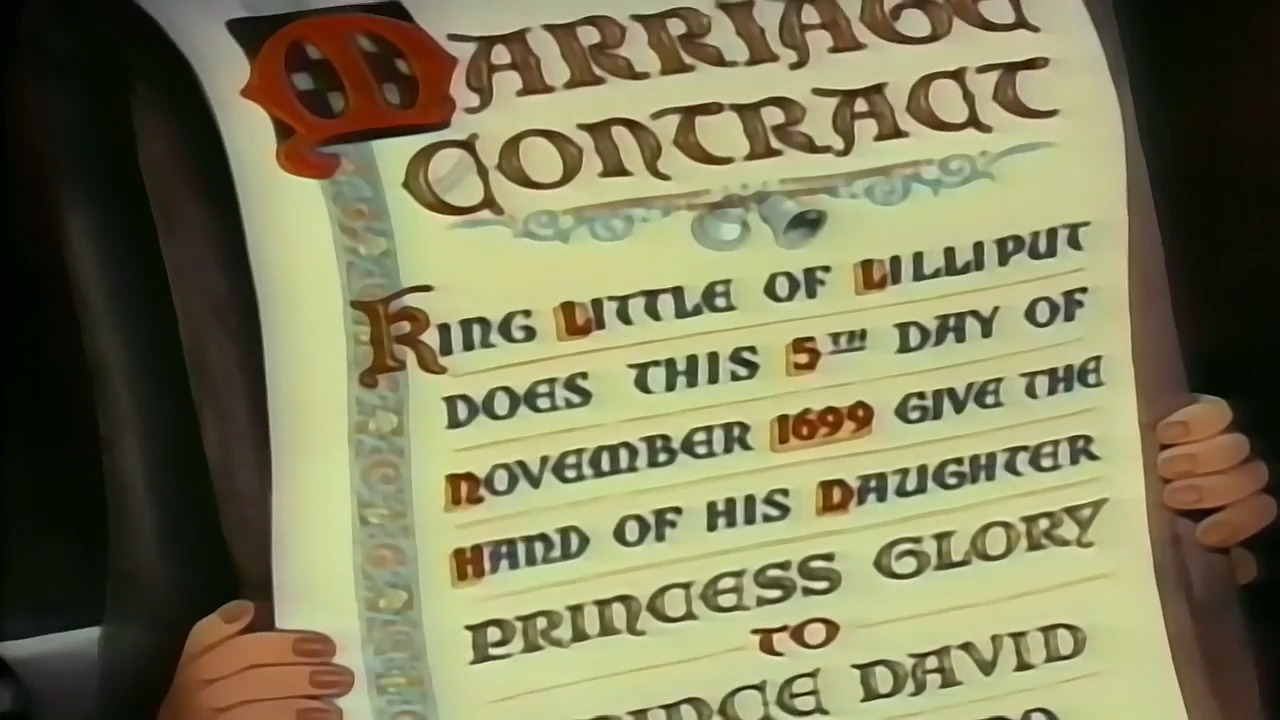 MARRIAGE
CONTRACT
KING LITTLE OF LILLIPUT
DOES THIS 5TH DAY OF
NOVEMBER 1699 GIVE THE
HAND OF HIS DAUGHTER
PRINCESS GLORY
TO
PRINCE DAVID